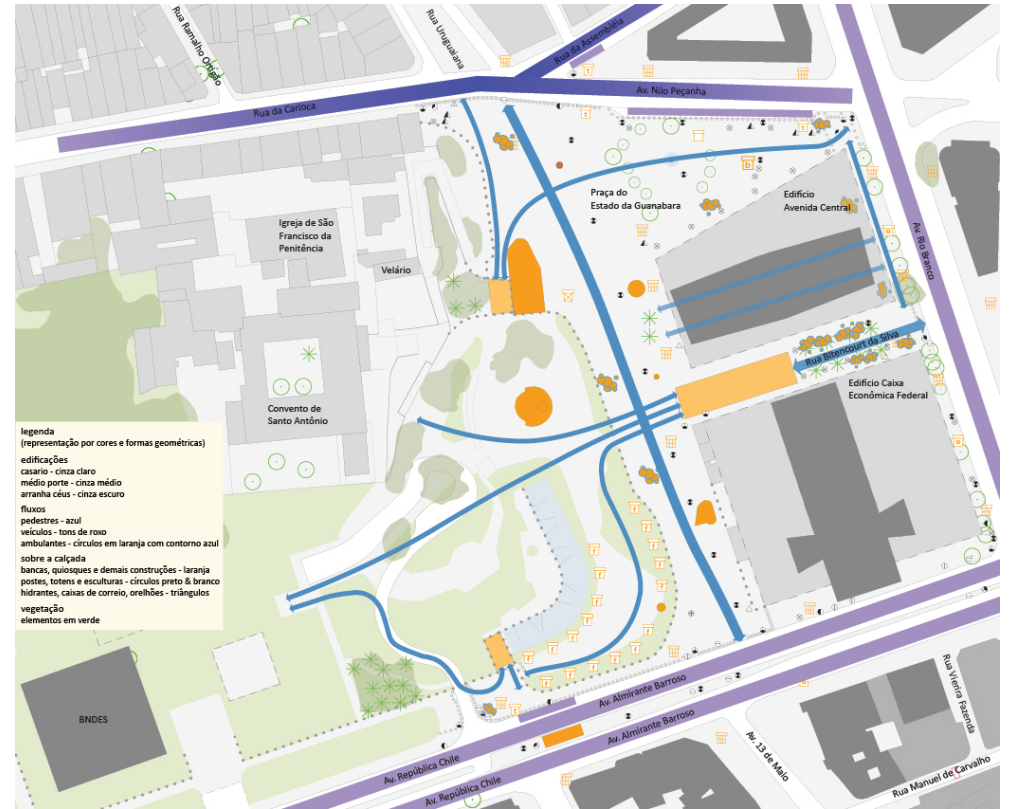 Rua Ramalho Ortigão
Rua Uruguaiana
Rua da Assembléia
Rua da Carioca
Av. Nilo Peçanha
Praça do
Estado da Guanabara
Edifício
Avenida Central
Av. Rio Branco
Igreja de São
Francisco da
Penitência
Velário
Rua Bitencourt da Silva
Edifício Caixa
Econômica Federal
Convento de
Santo Antônio
legenda
(representação por cores e formas geométricas)
edificações
casario - cinza claro
médio porte - cinza médio
arranha céus - cinza escuro
fluxos
pedestres - azul
veículos - tons de roxo
ambulantes - círculos em laranja com contorno azul
sobre a calçada
bancas, quiosques e demais construções - laranja
postes, totens e esculturas - círculos preto & branco
hidrantes, caixas de correio, orelhões - triângulos
vegetação
elementos em verde
BNDES
Av. Almirante Barroso
Av. Almirante Barroso
Av. República Chile
Av. República Chile
Av. 13 de Maio
Rua Vierira Fazenda
Rua Manuel de Carvalho